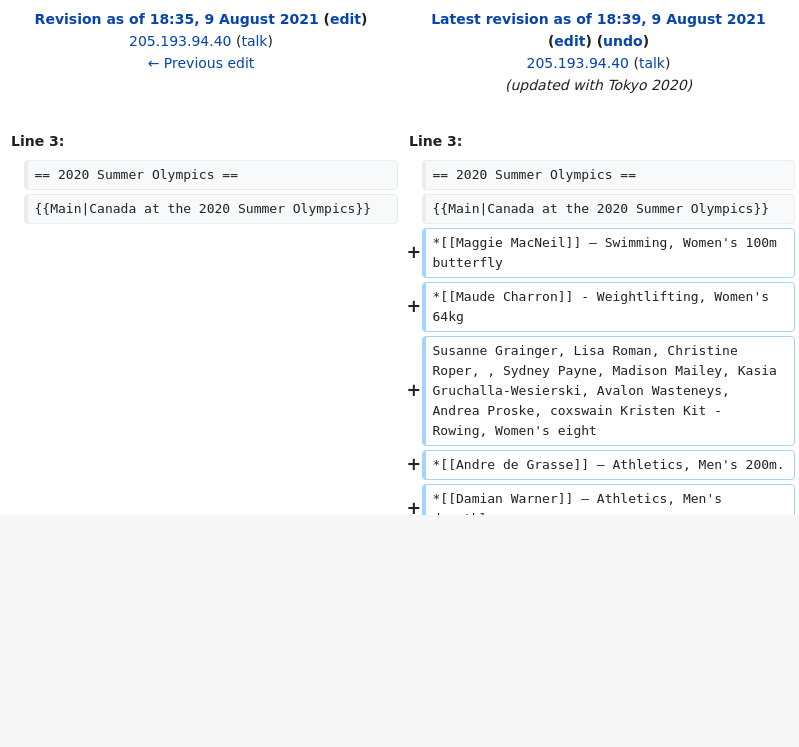 Revision as of 18:35, 9 August 2021 (edit)
205.193.94.40 (talk)
← Previous edit
Latest revision as of 18:39, 9 August 2021
(edit) (undo)
205.193.94.40 (talk)
(updated with Tokyo 2020)
Line 3:
Line 3:
== 2020 Summer Olympics ==
== 2020 Summer Olympics ==
{{Main|Canada at the 2020 Summer Olympics}}
{{Main|Canada at the 2020 Summer Olympics}}
+ *[[Maggie MacNeil]] – Swimming, Women's 100m
butterfly
+ *[[Maude Charron]] - Weightlifting, Women's
64kg
+ Susanne Grainger, Lisa Roman, Christine
Roper, , Sydney Payne, Madison Mailey, Kasia
Gruchalla-Wesierski, Avalon Wasteneys,
Andrea Proske, coxswain Kristen Kit -
Rowing, Women's eight
+ *[[Andre de Grasse]] – Athletics, Men's 200m.
+ *[[Damian Warner]] – Athletics, Men's